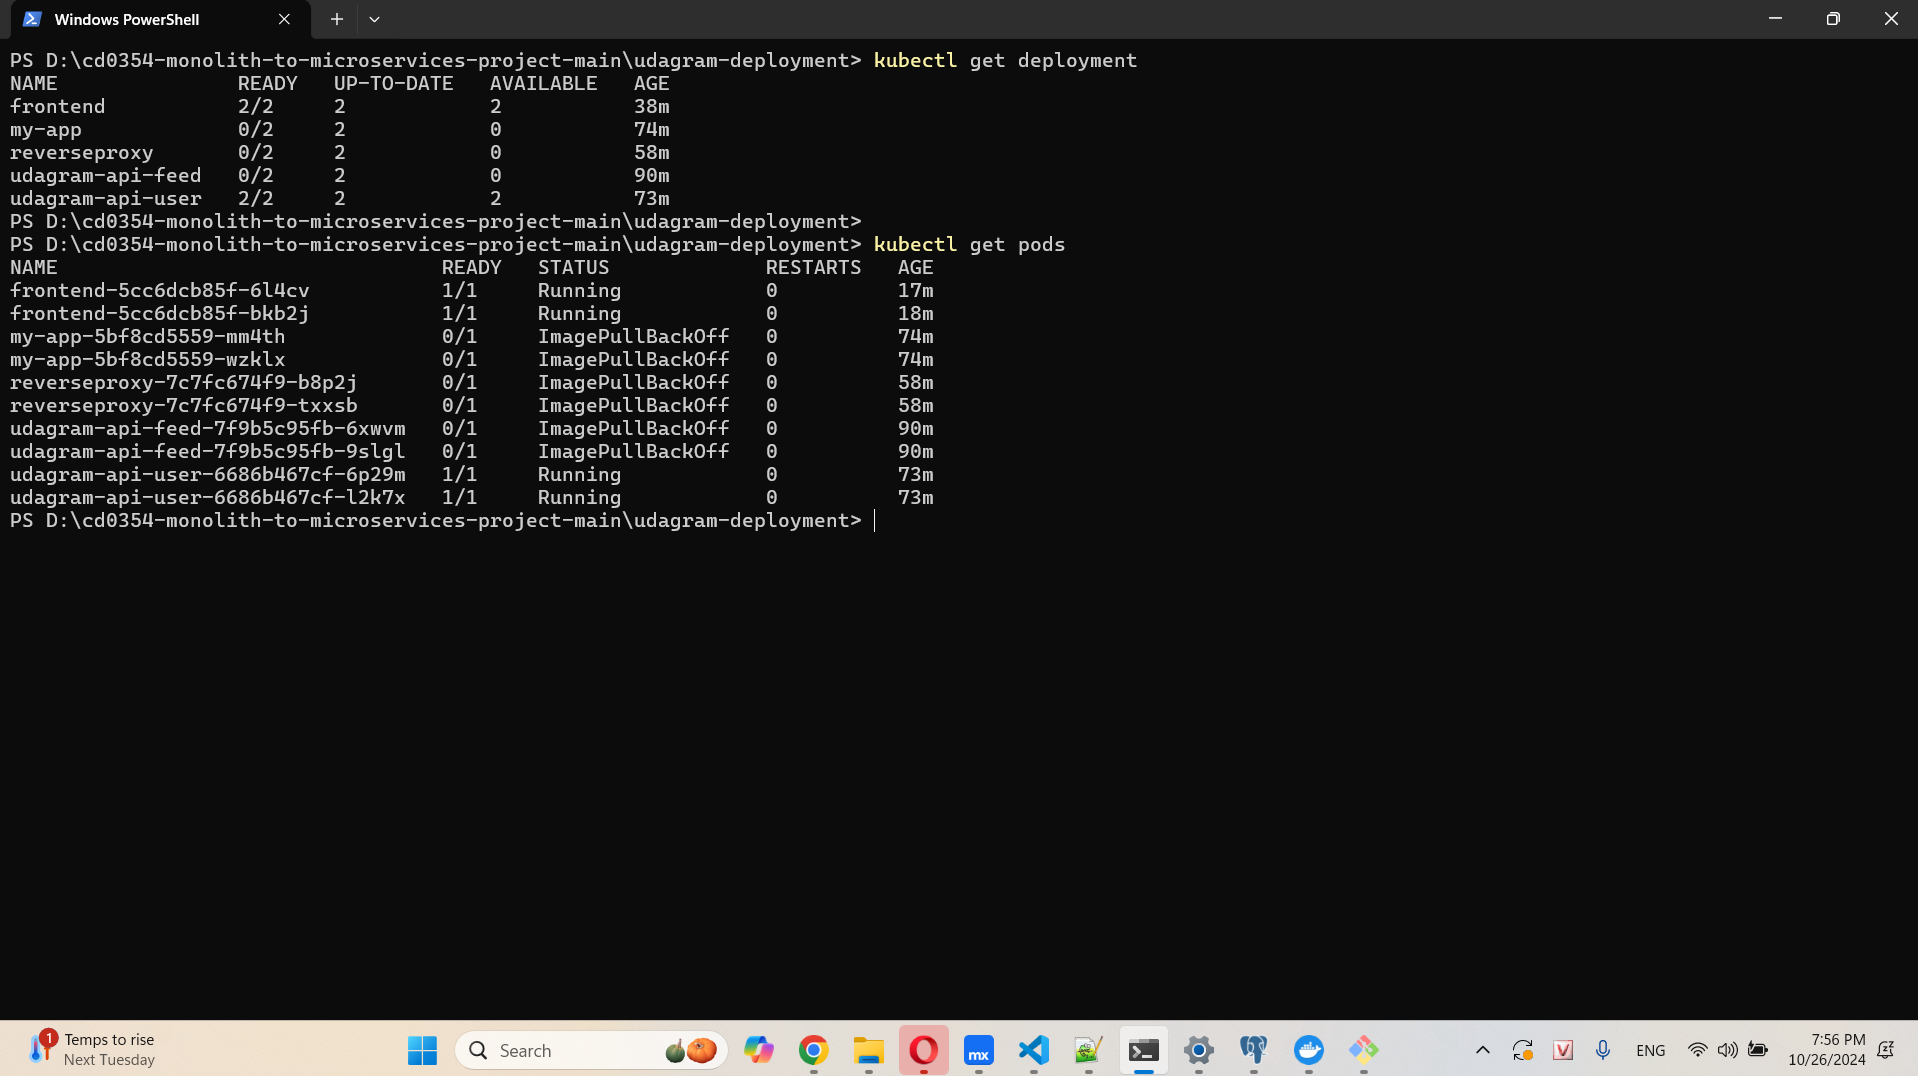 Windows PowerShell
PS D:\cd0354-monolith-to-microservices-project-main\udagram-deployment> kubectl get deployment
NAME                READY   UP-TO-DATE   AVAILABLE   AGE
frontend            2/2     2            2           38m
my-app              0/2     2            0           74m
reverseproxy        0/2     2            0           58m
udagram-api-feed    0/2     2            0           90m
udagram-api-user    2/2     2            2           73m
PS D:\cd0354-monolith-to-microservices-project-main\udagram-deployment>
PS D:\cd0354-monolith-to-microservices-project-main\udagram-deployment> kubectl get pods
NAME                                READY   STATUS             RESTARTS   AGE
frontend-5cc6dcb85f-6l4cv           1/1     Running            0          17m
frontend-5cc6dcb85f-bkb2j           1/1     Running            0          18m
my-app-5bf8cd5559-mm4th             0/1     ImagePullBackOff   0          74m
my-app-5bf8cd5559-wzklx             0/1     ImagePullBackOff   0          74m
reverseproxy-7c7fc674f9-b8p2j       0/1     ImagePullBackOff   0          58m
reverseproxy-7c7fc674f9-txxsb       0/1     ImagePullBackOff   0          58m
udagram-api-feed-7f9b5c95fb-6xwvm   0/1     ImagePullBackOff   0          90m
udagram-api-feed-7f9b5c95fb-9slgl   0/1     ImagePullBackOff   0          90m
udagram-api-user-6686b467cf-6p29m   1/1     Running            0          73m
udagram-api-user-6686b467cf-l2k7x   1/1     Running            0          73m
PS D:\cd0354-monolith-to-microservices-project-main\udagram-deployment>
1
Temps to rise
Next Tuesday
Search
mx
V
ENG
7:56 PM
10/26/2024